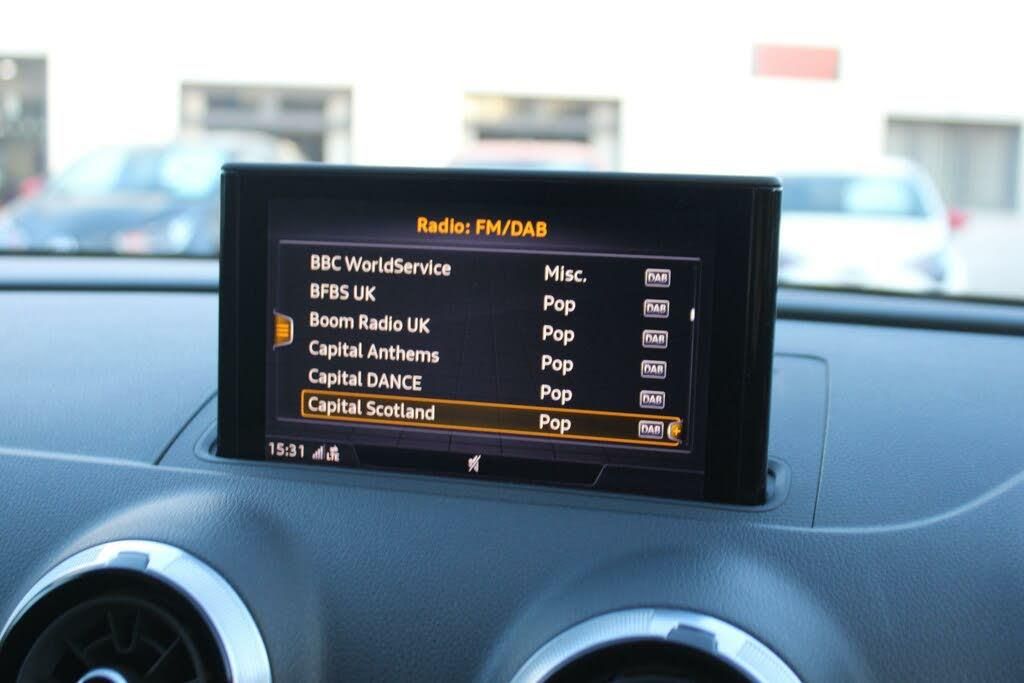 Radio: FM/DAB
BBC WorldService Misc. DAB
BFBS UK Pop DAB
Boom Radio UK Pop DAB
Capital Anthems Pop DAB
Capital DANCE Pop DAB
Capital Scotland Pop DAB
15:31 LTE